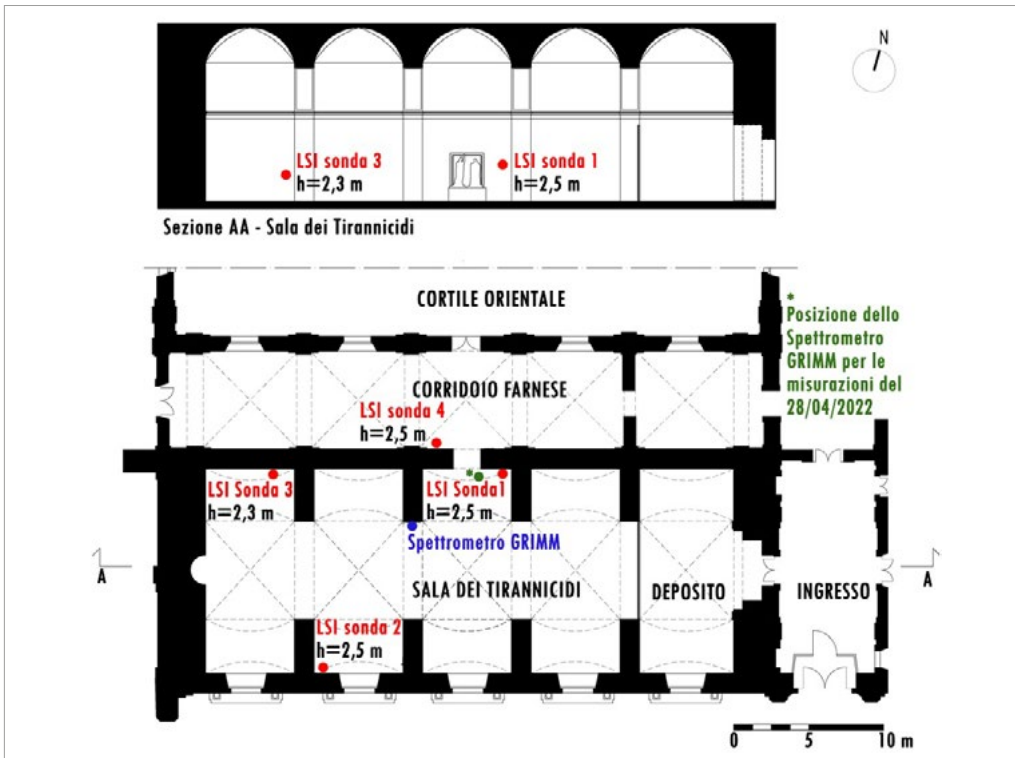 N
LSI sonda 3
h=2,3 m
LSI sonda 1
h=2,5 m
Sezione AA - Sala dei Tirannicidi
CORTILE ORIENTALE
*
Posizione dello
Spettrometro
GRIMM per le
misurazioni del
28/04/2022
CORRIDOIO FARNESE
LSI sonda 4
h=2,5 m
*
LSI Sonda 3
h=2,3 m
LSI Sonda1
h=2,5 m
Spettrometro GRIMM
A
SALA DEI TIRANNICIDI
DEPOSITO
INGRESSO
A
LSI sonda 2
h=2,5 m
0 5 10 m